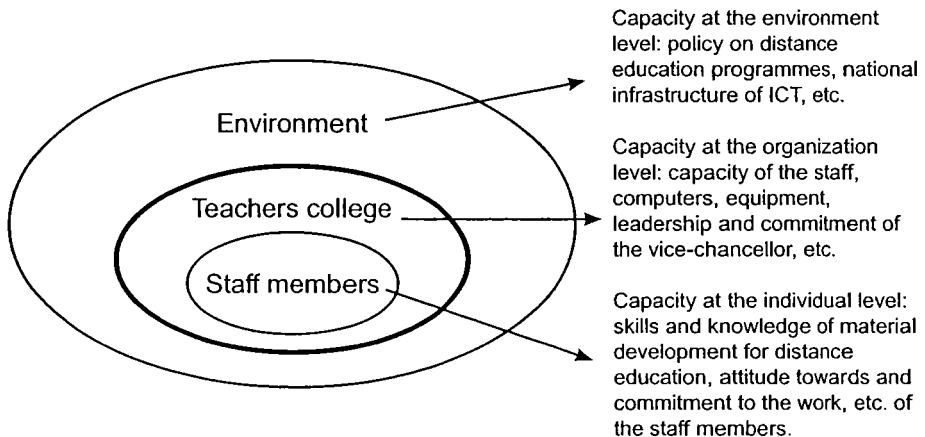 Capacity at the environment
level: policy on distance
education programmes, national
infrastructure of ICT, etc.
Environment
Capacity at the organization
level: capacity of the staff,
computers, equipment,
leadership and commitment of
the vice-chancellor, etc.
Teachers college
Staff members
Capacity at the individual level:
skills and knowledge of material
development for distance
education, attitude towards and
commitment to the work, etc. of
the staff members.